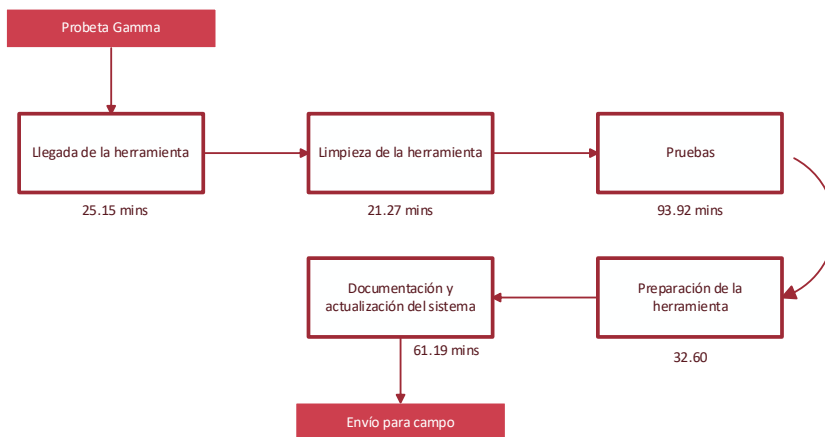 Probeta Gamma
Llegada de la herramienta
25.15 mins
Limpieza de la herramienta
21.27 mins
Pruebas
93.92 mins
Preparación de la
herramienta
32.60
Documentación y
actualización del sistema
61.19 mins
Envío para campo